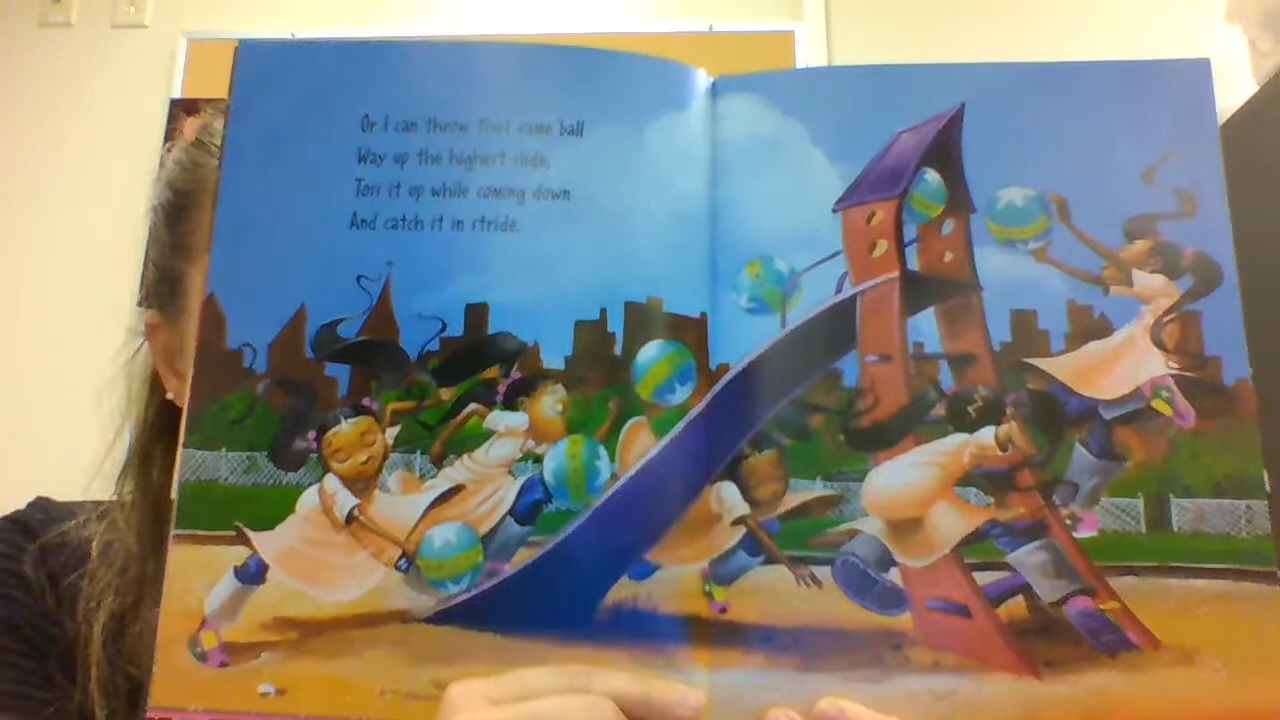 Or I can throw that same ball
Way up the highest slide,
Toss it up while coming down
And catch it in stride.